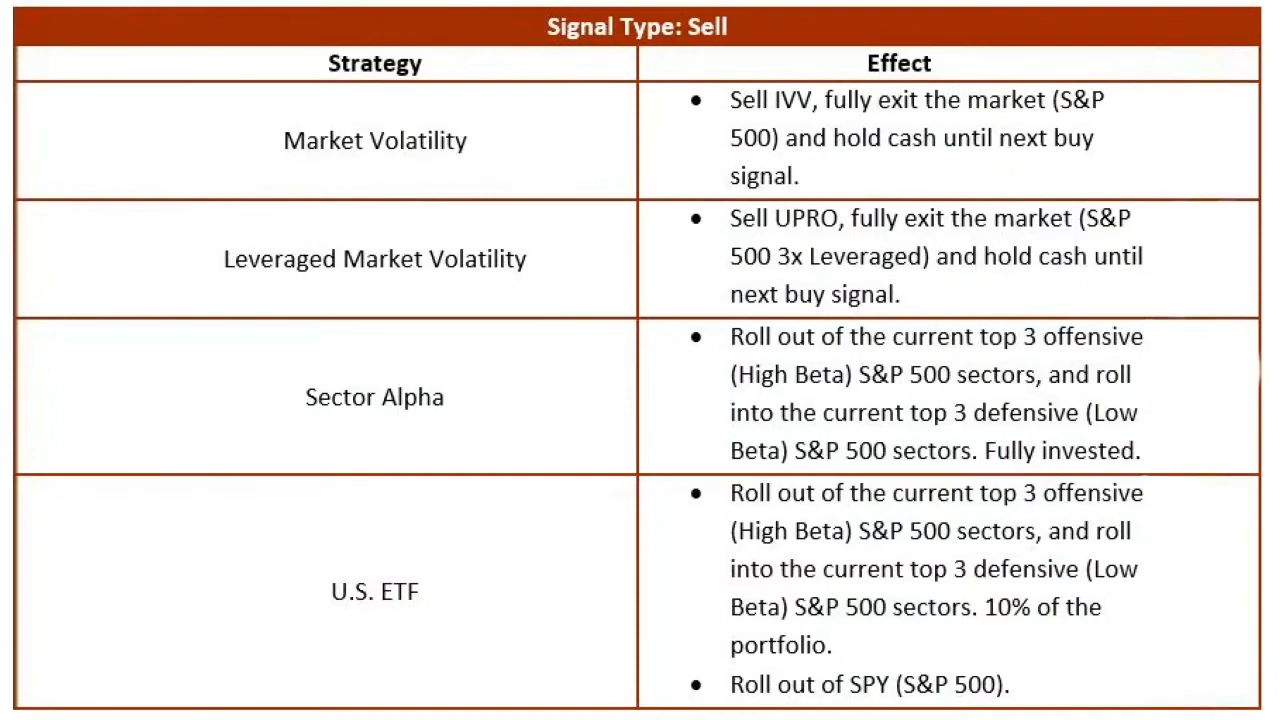 Signal Type: Sell
Strategy
Effect
Market Volatility
• Sell IVV, fully exit the market (S&P
500) and hold cash until next buy
signal.
Leveraged Market Volatility
• Sell UPRO, fully exit the market (S&P
500 3x Leveraged) and hold cash until
next buy signal.
Sector Alpha
• Roll out of the current top 3 offensive
(High Beta) S&P 500 sectors, and roll
into the current top 3 defensive (Low
Beta) S&P 500 sectors. Fully invested.
U.S. ETF
• Roll out of the current top 3 offensive
(High Beta) S&P 500 sectors, and roll
into the current top 3 defensive (Low
Beta) S&P 500 sectors. 10% of the
portfolio.
• Roll out of SPY (S&P 500).